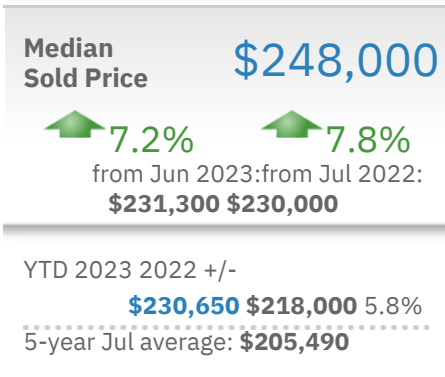 Median
Sold Price
$248,000
7.2% 7.8%
from Jun 2023:from Jul 2022:
$231,300 $230,000
YTD 2023 2022 +/-
$230,650 $218,000 5.8%
5-year Jul average: $205,490